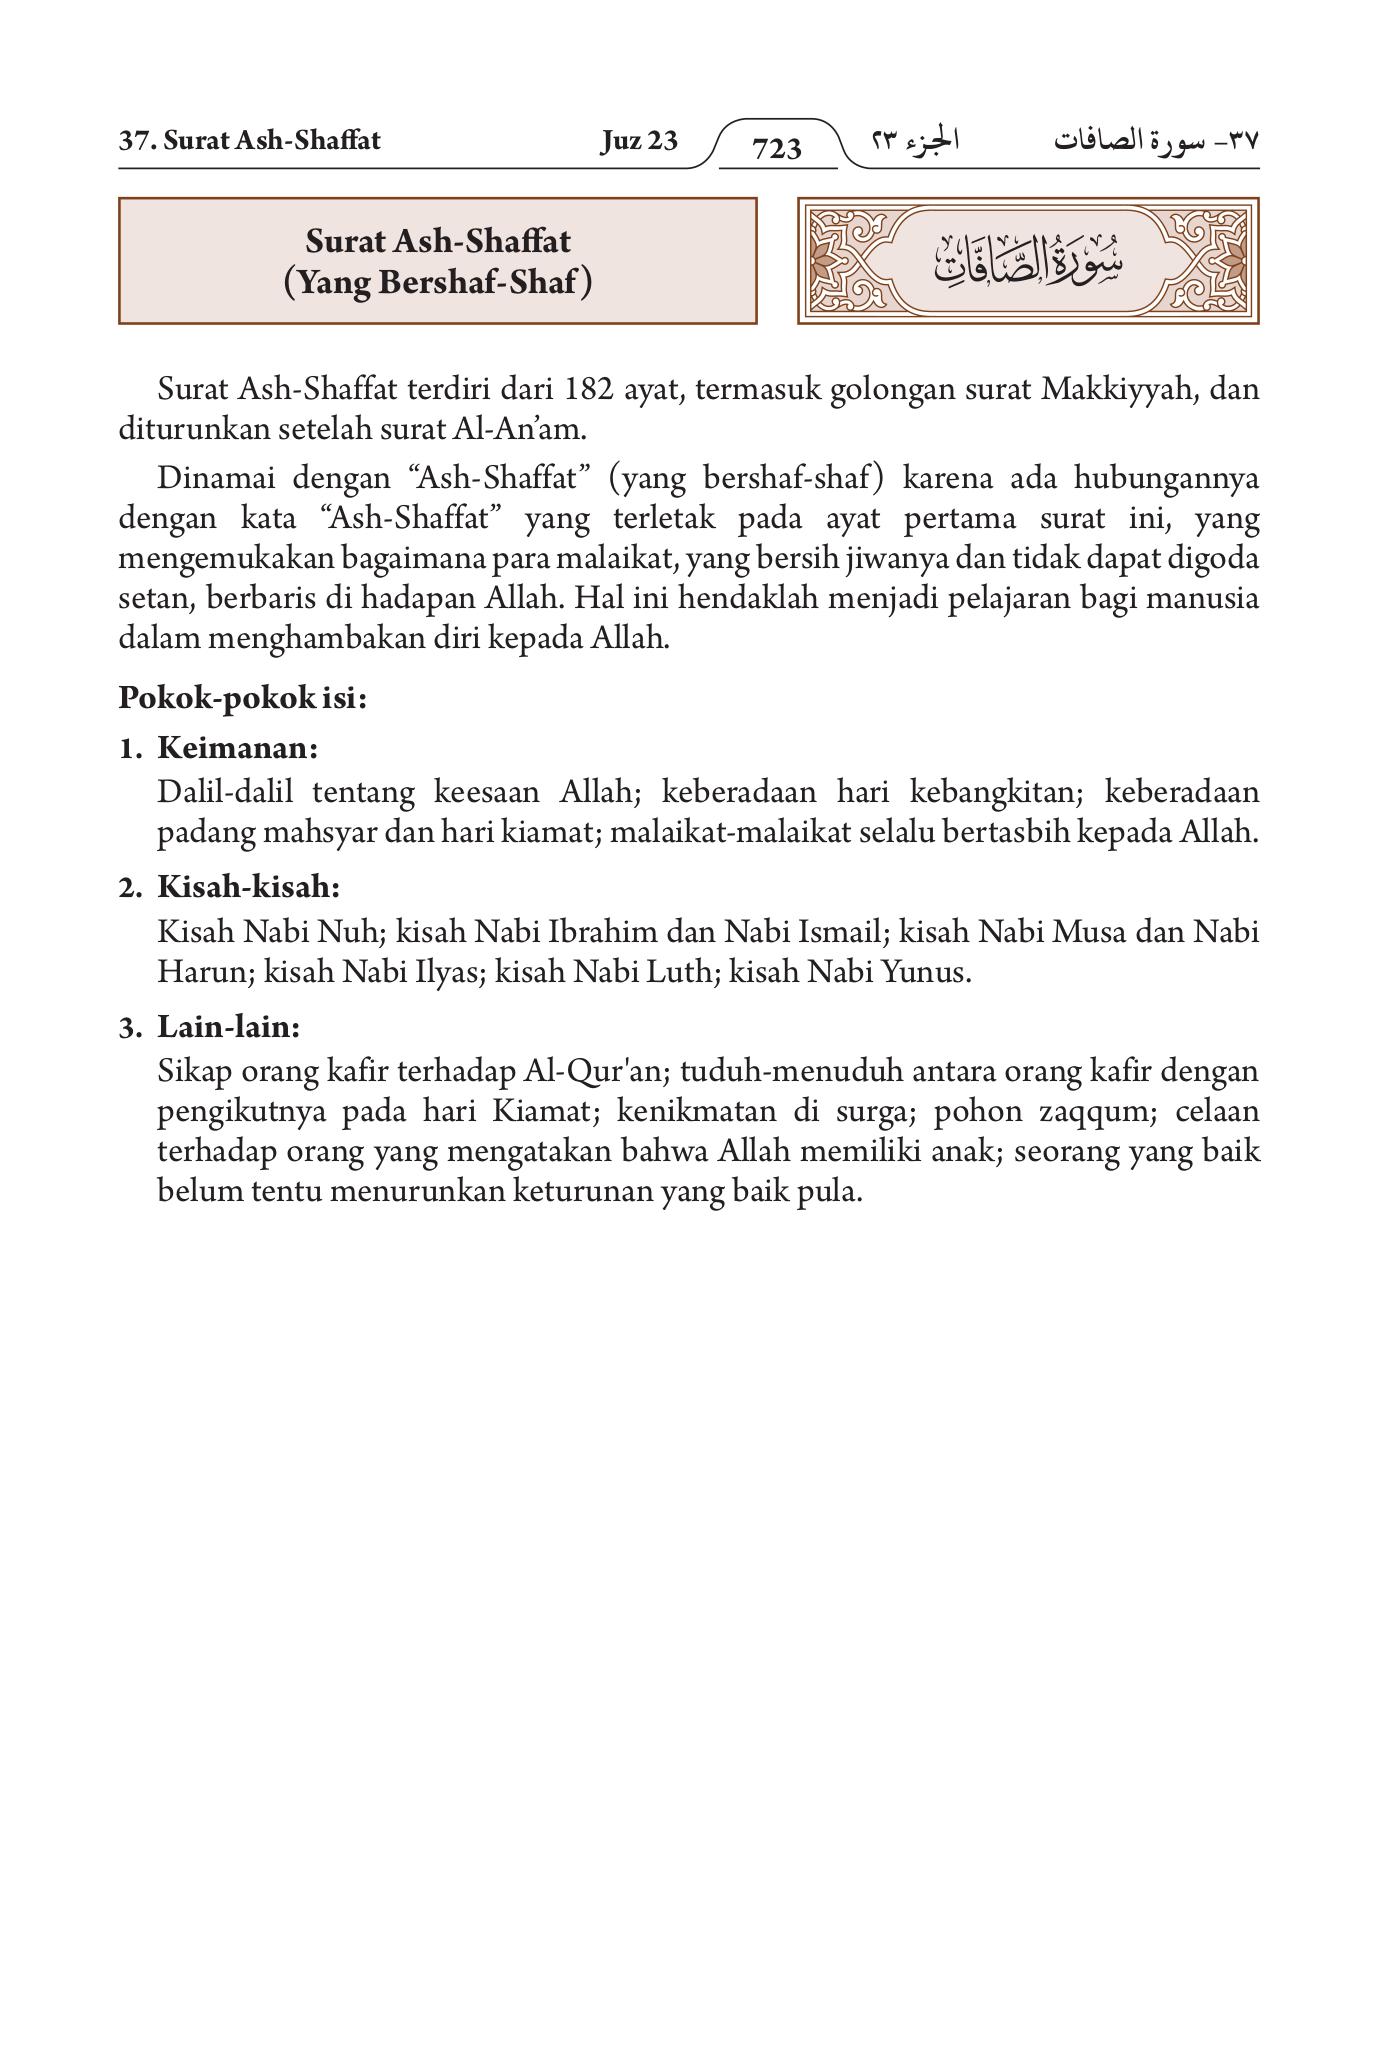 37. Surat Ash-Shaffat Juz 23 723 الجزء ٢٣ ٣٧- سورة الصافات
Surat Ash-Shaffat
(Yang Bershaf-Shaf)
سُورَةُ الصَّافَّاتِ
Surat Ash-Shaffat terdiri dari 182 ayat, termasuk golongan surat Makkiyyah, dan
diturunkan setelah surat Al-An’am.
Dinamai dengan “Ash-Shaffat” (yang bershaf-shaf) karena ada hubungannya
dengan kata “Ash-Shaffat” yang terletak pada ayat pertama surat ini, yang
mengemukakan bagaimana para malaikat, yang bersih jiwanya dan tidak dapat digoda
setan, berbaris di hadapan Allah. Hal ini hendaklah menjadi pelajaran bagi manusia
dalam menghambakan diri kepada Allah.
Pokok-pokok isi:
1. Keimanan:
Dalil-dalil tentang keesaan Allah; keberadaan hari kebangkitan; keberadaan
padang mahsyar dan hari kiamat; malaikat-malaikat selalu bertasbih kepada Allah.
2. Kisah-kisah:
Kisah Nabi Nuh; kisah Nabi Ibrahim dan Nabi Ismail; kisah Nabi Musa dan Nabi
Harun; kisah Nabi Ilyas; kisah Nabi Luth; kisah Nabi Yunus.
3. Lain-lain:
Sikap orang kafir terhadap Al-Qur'an; tuduh-menuduh antara orang kafir dengan
pengikutnya pada hari Kiamat; kenikmatan di surga; pohon zaqqum; celaan
terhadap orang yang mengatakan bahwa Allah memiliki anak; seorang yang baik
belum tentu menurunkan keturunan yang baik pula.